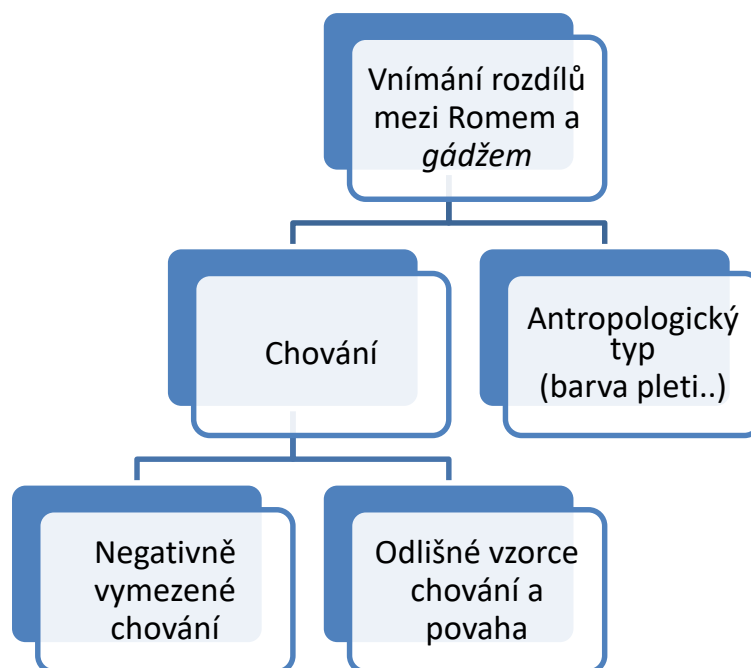 Vnímání rozdílů
mezi Romem a
gádžem
Chování
Antropologický
typ
(barva pleti..)
Negativně
vymezené
chování
Odlišné vzorce
chování a
povaha